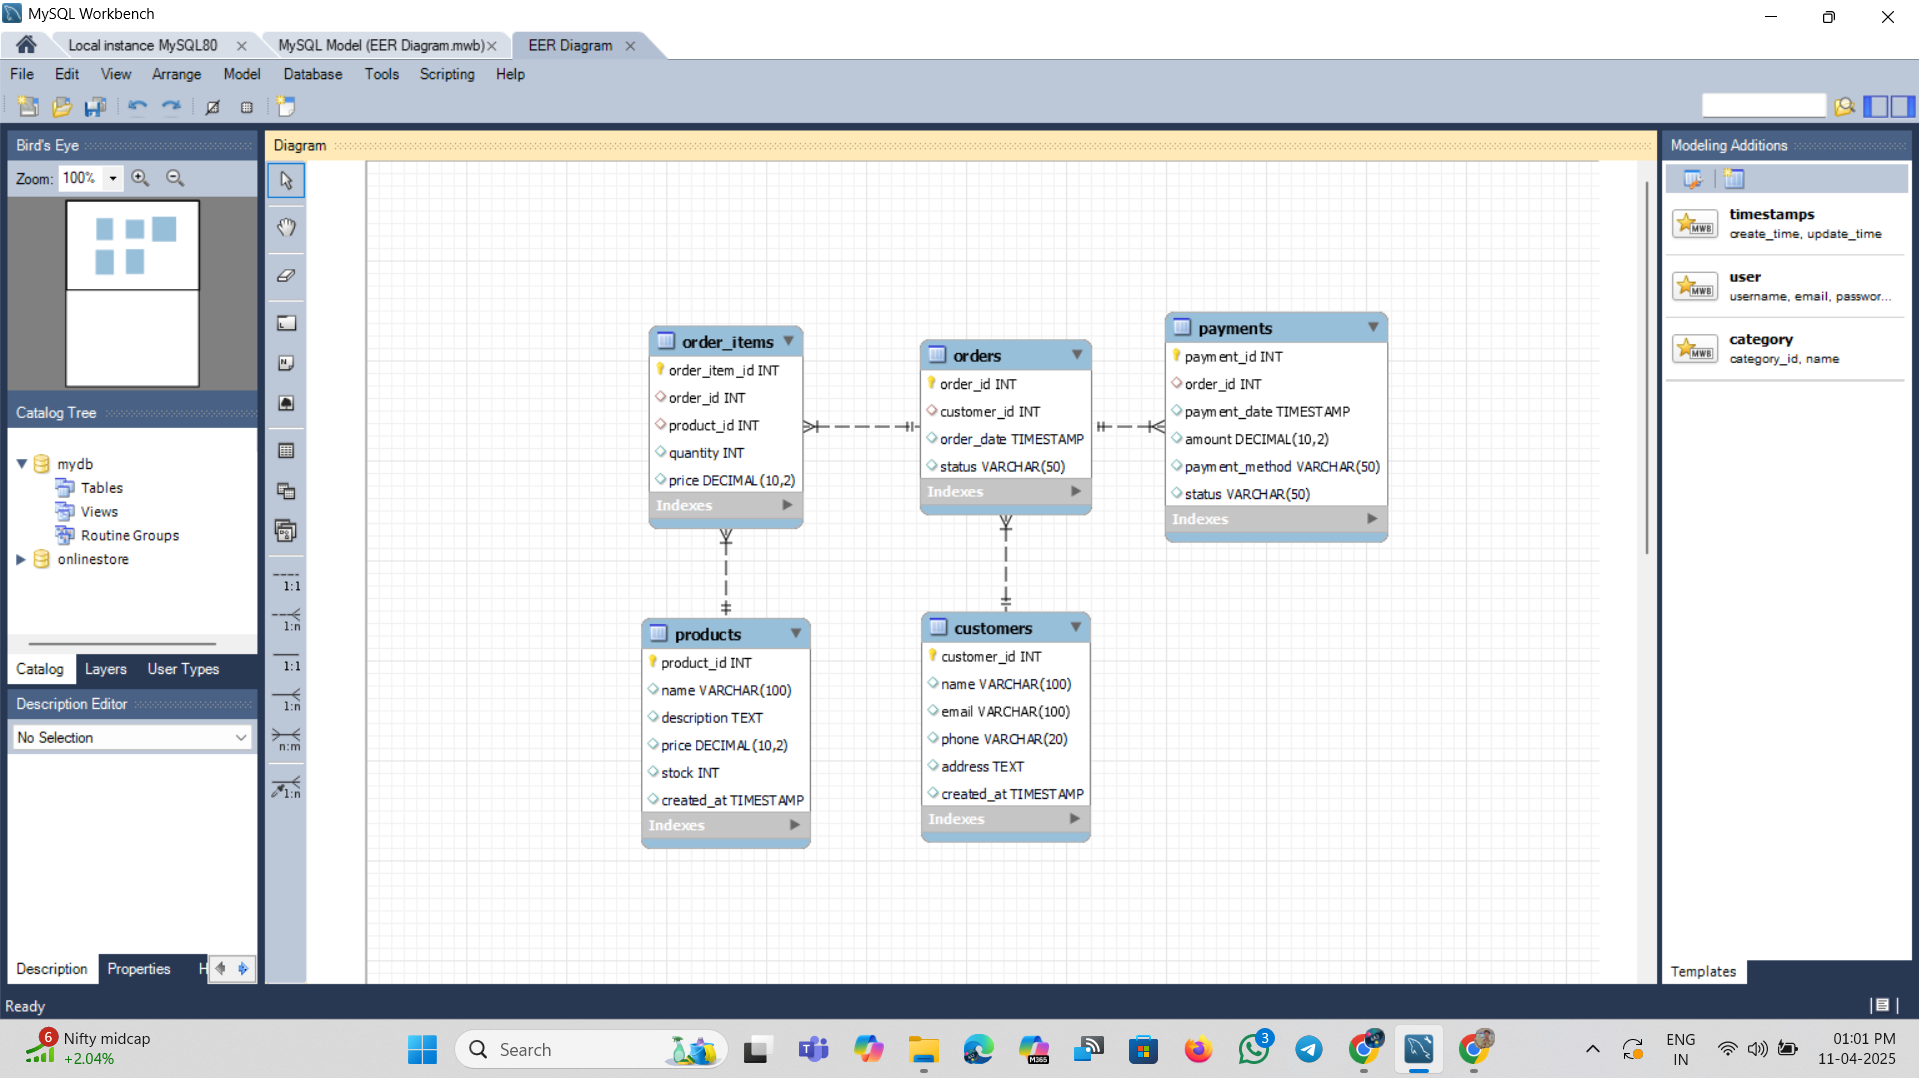 MySQL Workbench
Local instance MySQL80
MySQL Model (EER Diagram.mwb)
EER Diagram
File Edit View Arrange Model Database Tools Scripting Help
Bird's Eye
Zoom: 100%
Catalog Tree
mydb
Tables
Views
Routine Groups
onlinestore
Catalog Layers User Types
Description Editor
No Selection
Description Properties H
Ready
1:1
1:n
1:1
1:n
n:m
1:n
Diagram
order_items
order_item_id INT
order_id INT
product_id INT
quantity INT
price DECIMAL(10,2)
Indexes
orders
order_id INT
customer_id INT
order_date TIMESTAMP
status VARCHAR(50)
Indexes
payments
payment_id INT
order_id INT
payment_date TIMESTAMP
amount DECIMAL(10,2)
payment_method VARCHAR(50)
status VARCHAR(50)
Indexes
products
product_id INT
name VARCHAR(100)
description TEXT
price DECIMAL(10,2)
stock INT
created_at TIMESTAMP
Indexes
customers
customer_id INT
name VARCHAR(100)
email VARCHAR(100)
phone VARCHAR(20)
address TEXT
created_at TIMESTAMP
Indexes
Modeling Additions
MWB
timestamps
create_time, update_time
MWB
user
username, email, passwor...
MWB
category
category_id, name
Templates
6
Nifty midcap
+2.04%
Search
M365
3
ENG
IN
01:01 PM
11-04-2025